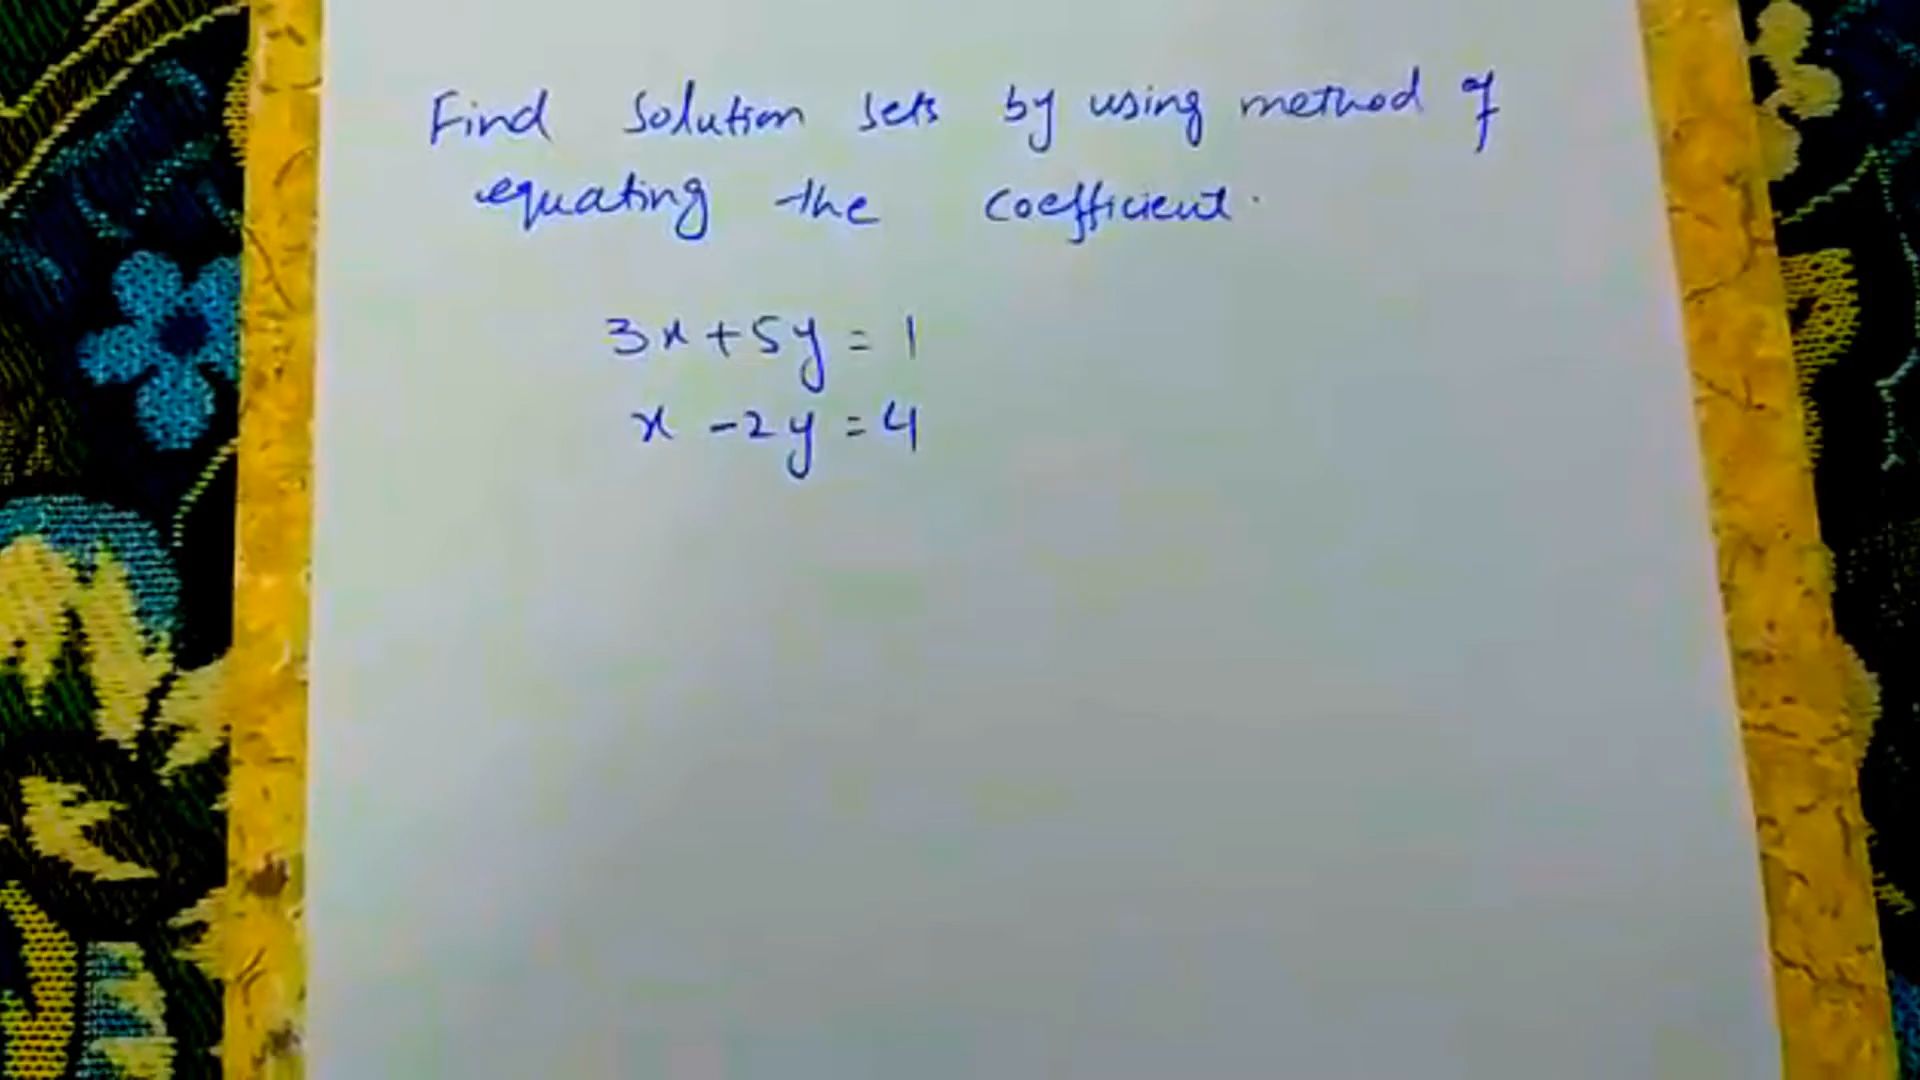 Find Solution sets by using method of
equating the coefficient.
3x + 5y = 1
x - 2y = 4